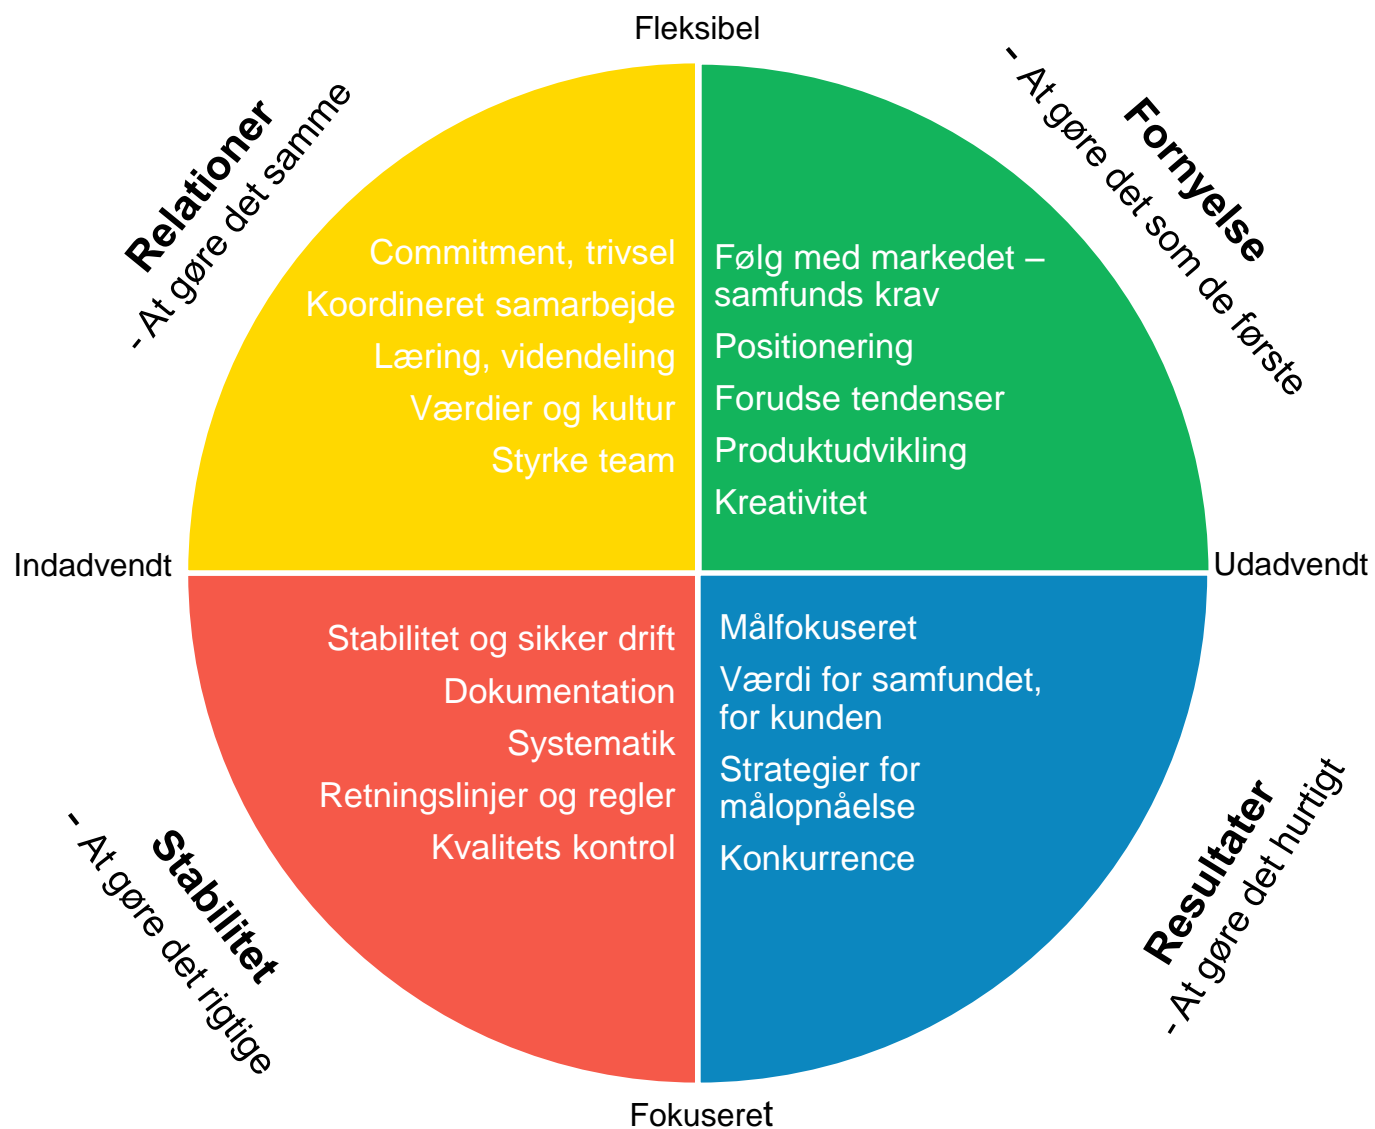 Fleksibel
Relationer
- At gøre det samme
Fornyelse
- At gøre det som de første
Commitment, trivsel
Koordineret samarbejde
Læring, videndeling
Værdier og kultur
Styrke team
Følg med markedet –
samfunds krav
Positionering
Forudse tendenser
Produktudvikling
Kreativitet
Indadvendt
Udadvendt
Stabilitet og sikker drift
Dokumentation
Systematik
Retningslinjer og regler
Kvalitets kontrol
Målfokuseret
Værdi for samfundet,
for kunden
Strategier for
målopnåelse
Konkurrence
Stabilitet
- At gøre det rigtige
Resultater
- At gøre det hurtigt
Fokuseret